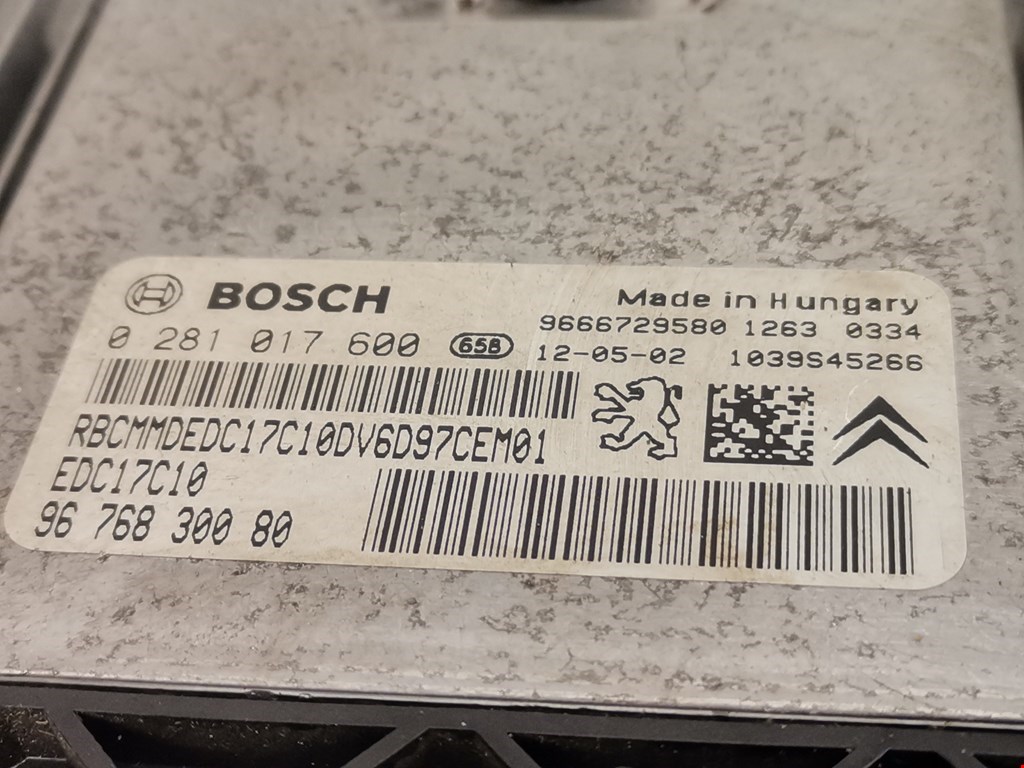 BOSCH
Made in Hungary
0 281 017 600 65B
9666729580 1263 0334
12-05-02 1039S45266
RBCMMDEDC17C10DV6D97CEM01
EDC17C10
96 768 300 80